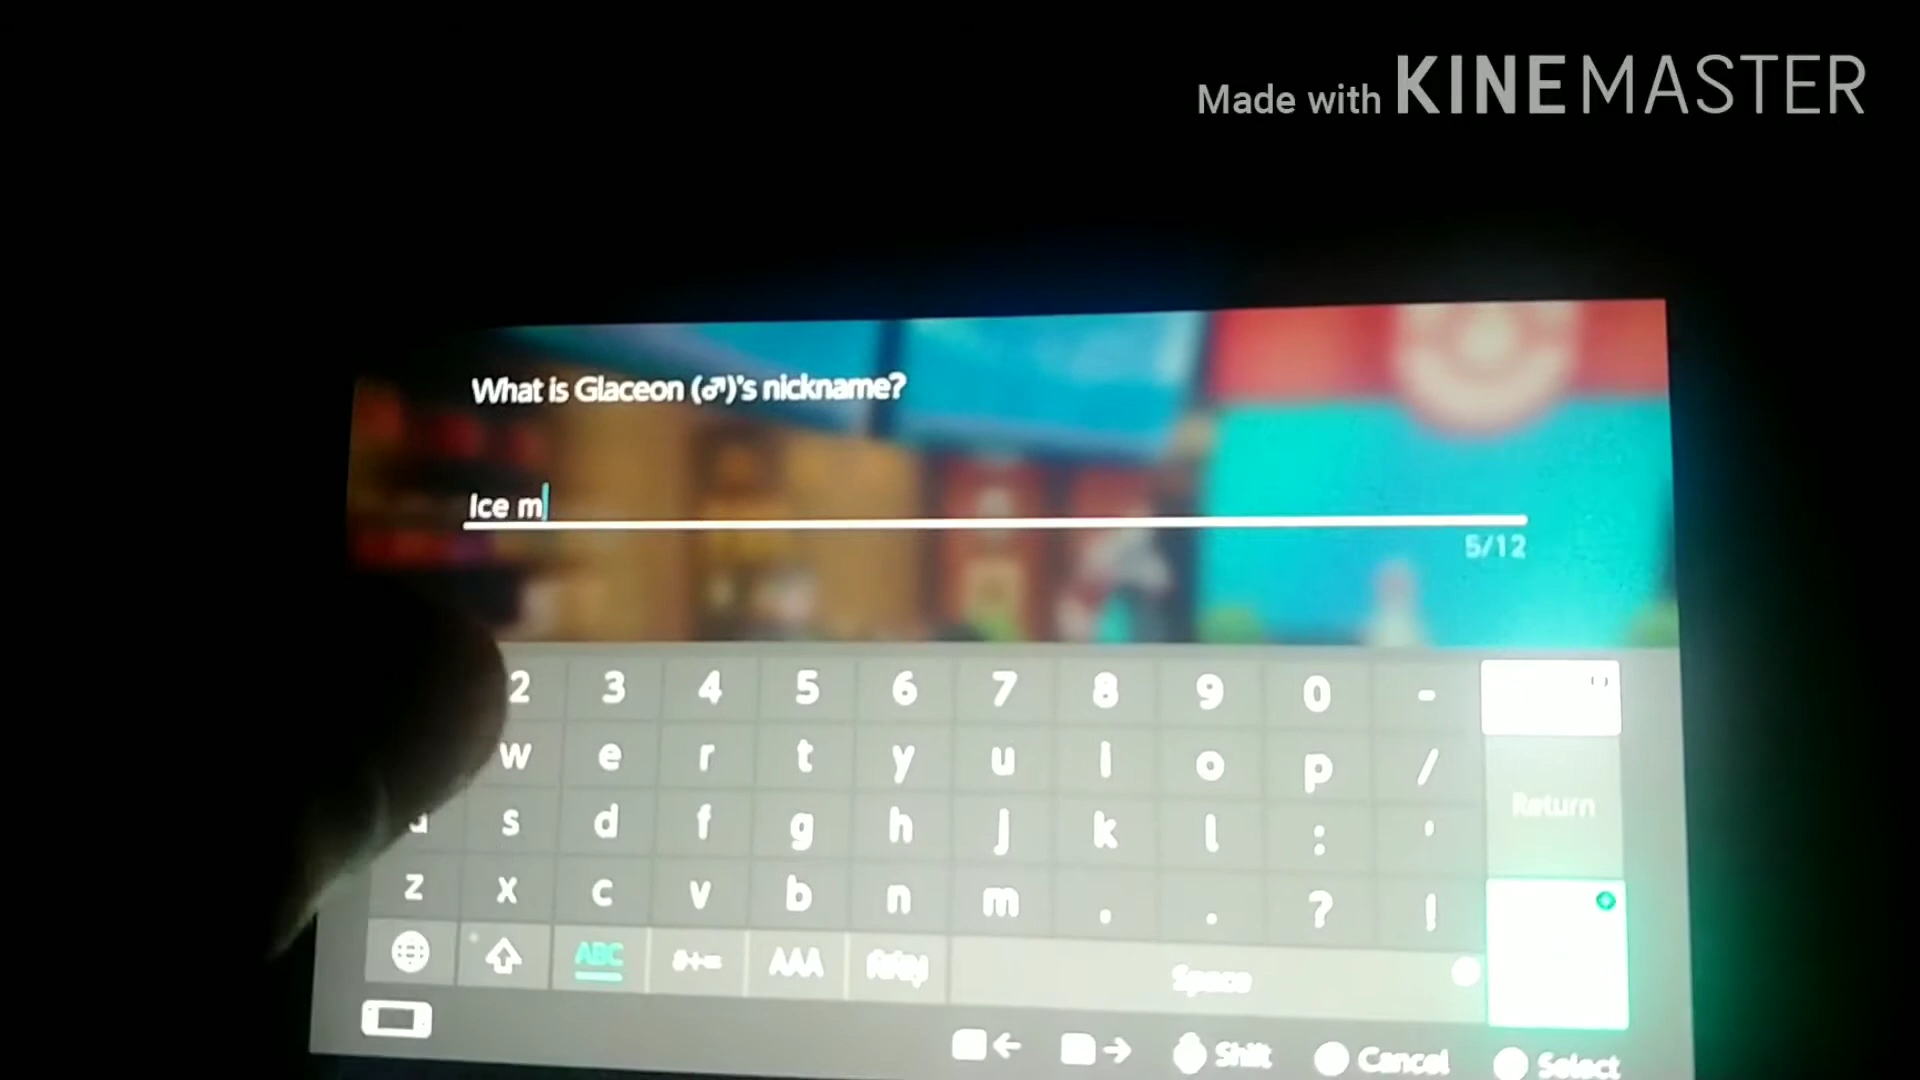 Made with KINEMASTER
What is Glaceon (♂)'s nickname?
Ice m
5/12
2 3 4 5 6 7 8 9 0 -
w e r t y u i o p /
a s d f g h j k l : '
z x c v b n m , . ? !
Return
ABC #+= ÀÄÂ Space
Shift Cancel Select